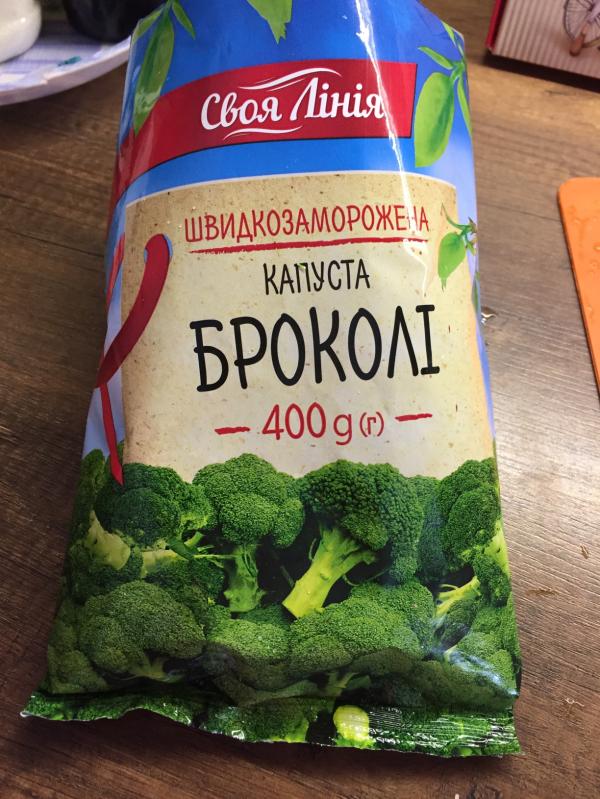 Своя Лінія
ШВИДКОЗАМОРОЖЕНА
КАПУСТА
БРОКОЛІ
— 400 g (г) —